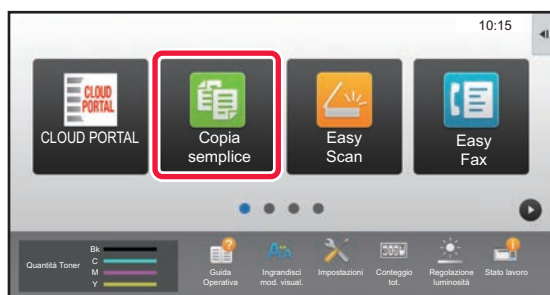 10:15
CLOUD
PORTAL
CLOUD PORTAL
Copia
semplice
Easy
Scan
Easy
Fax
Quantità Toner
Bk
C
M
Y
Guida
Operativa
Ingrandisci
mod. visual.
Impostazioni
Conteggio
tot.
Regolazione
luminosità
Stato lavoro